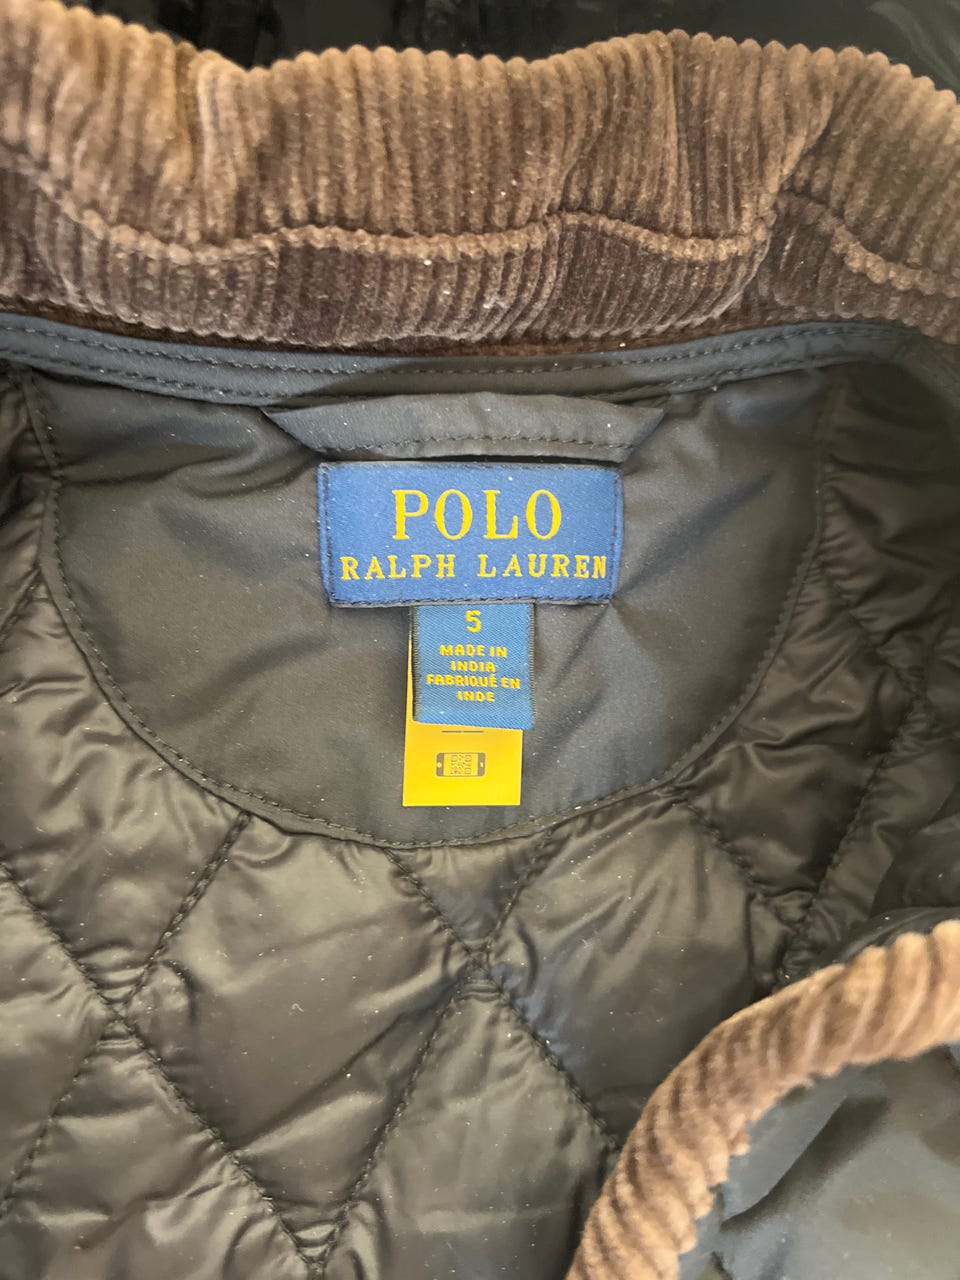 POLO
RALPH LAUREN
5
MADE IN
INDIA
FABRIQUÉ EN
INDE